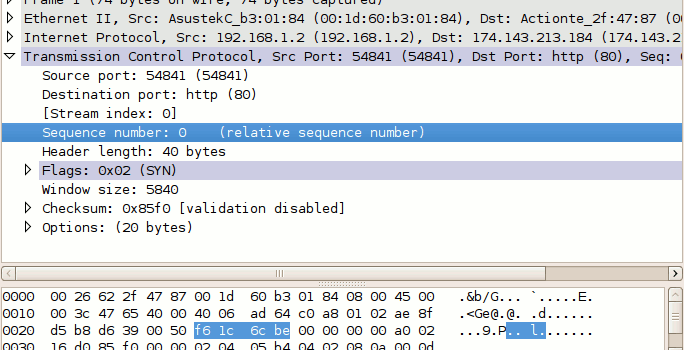 Frame 1 (74 bytes on wire, 74 bytes captured)
Ethernet II, Src: AsustekC_b3:01:84 (00:1d:60:b3:01:84), Dst: Actionte_2f:47:87 (00
Internet Protocol, Src: 192.168.1.2 (192.168.1.2), Dst: 174.143.213.184 (174.143.2
Transmission Control Protocol, Src Port: 54841 (54841), Dst Port: http (80), Seq:
Source port: 54841 (54841)
Destination port: http (80)
[Stream index: 0]
Sequence number: 0 (relative sequence number)
Header length: 40 bytes
Flags: 0x02 (SYN)
Window size: 5840
Checksum: 0x85f0 [validation disabled]
Options: (20 bytes)
0000 00 26 62 2f 47 87 00 1d 60 b3 01 84 08 00 45 00 .&b/G... `.....E.
0010 00 3c 47 65 40 00 40 06 ad 64 c0 a8 01 02 ae 8f .<Ge@.@. .d......
0020 d5 b8 d6 39 00 50 f6 1c 6c be 00 00 00 00 a0 02 ...9.P.. l.......
0030 16 d0 85 f0 00 00 02 04 05 b4 04 02 08 0a 00 0d